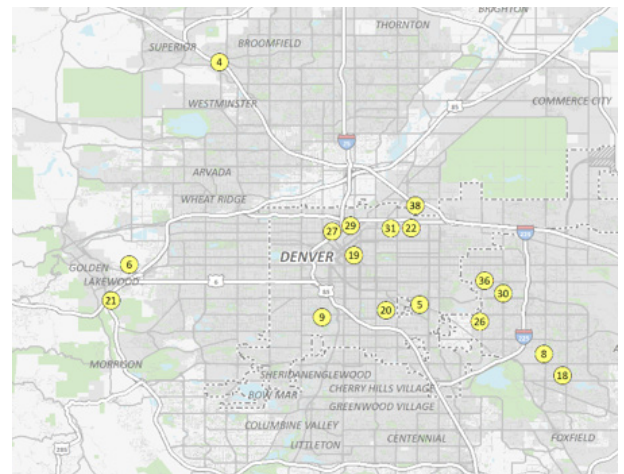 BRIGHTON
THORNTON
BROOMFIELD
SUPERIOR
4
WESTMINSTER
COMMERCE CITY
85
25
ARVADA
WHEAT RIDGE
38
27
29
31
22
DENVER
19
6
GOLDEN
LAKEWOOD
6
36
30
21
85
20
5
9
26
225
8
MORRISON
18
SHERIDAN
ENGLEWOOD
CHERRY HILLS VILLAGE
BOW MAR
GREENWOOD VILLAGE
COLUMBINE VALLEY
CENTENNIAL
FOXFIELD
LITTLETON